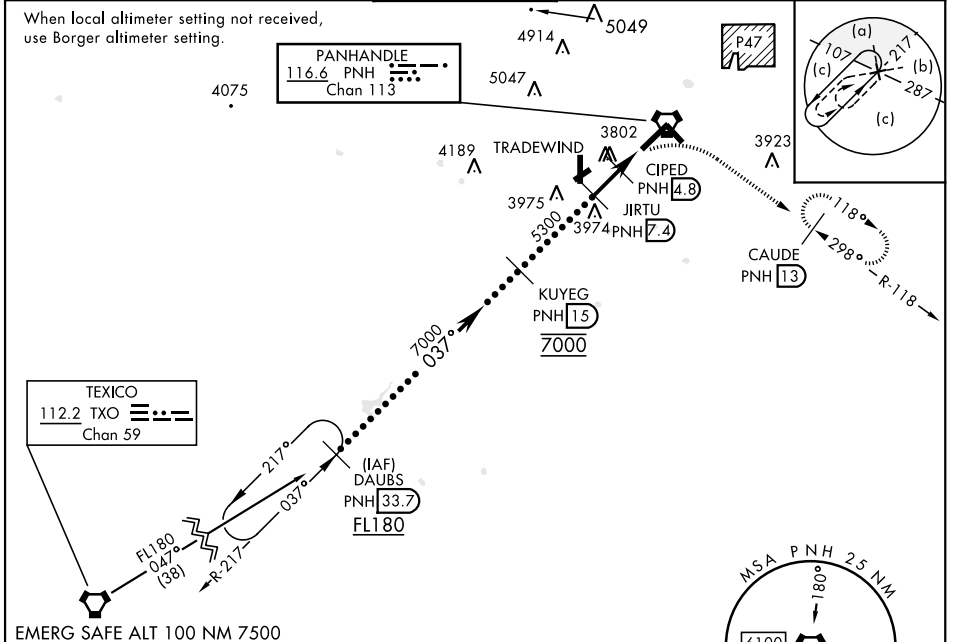 When local altimeter setting not received,
use Borger altimeter setting.
PANHANDLE
116.6 PNH
Chan 113
4075
4914
5049
5047
P47
(a)
107
217
(c)
(b)
287
(c)
4189
TRADEWIND
3802
3923
CIPED
PNH 4.8
3975
3974
JIRTU
PNH 7.4
5300
118°
298°
CAUDE
PNH 13
R-118
KUYEG
PNH 15
7000
7000
037°
TEXICO
112.2 TXO
Chan 59
217°
037°
(IAF)
DAUBS
PNH 33.7
FL180
FL180
047°
(38)
R-217
MSA PNH 25 NM
180°
6100
EMERG SAFE ALT 100 NM 7500